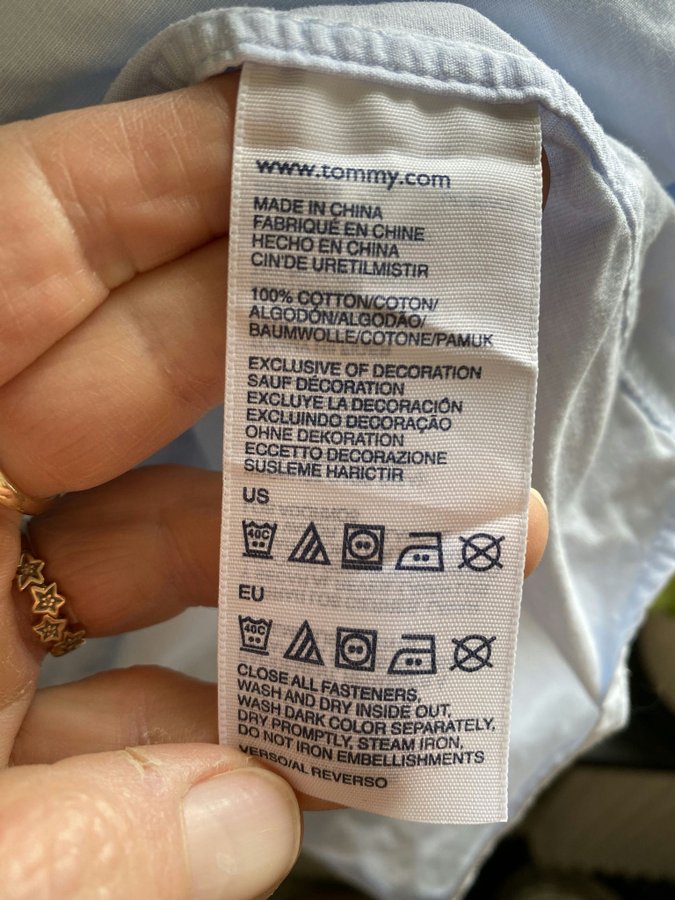 www.tommy.com
MADE IN CHINA
FABRIQUÉ EN CHINE
HECHO EN CHINA
CIN'DE URETILMISTIR
100% COTTON/COTON/
ALGODÓN/ALGODÃO/
BAUMWOLLE/COTONE/PAMUK
EXCLUSIVE OF DECORATION
SAUF DÉCORATION
EXCLUYE LA DECORACIÓN
EXCLUINDO DECORAÇÃO
OHNE DEKORATION
ECCETTO DECORAZIONE
SUSLEME HARICTIR
US
40C
EU
40C
CLOSE ALL FASTENERS,
WASH AND DRY INSIDE OUT,
WASH DARK COLOR SEPARATELY,
DRY PROMPTLY, STEAM IRON,
DO NOT IRON EMBELLISHMENTS
VERSO/AL REVERSO